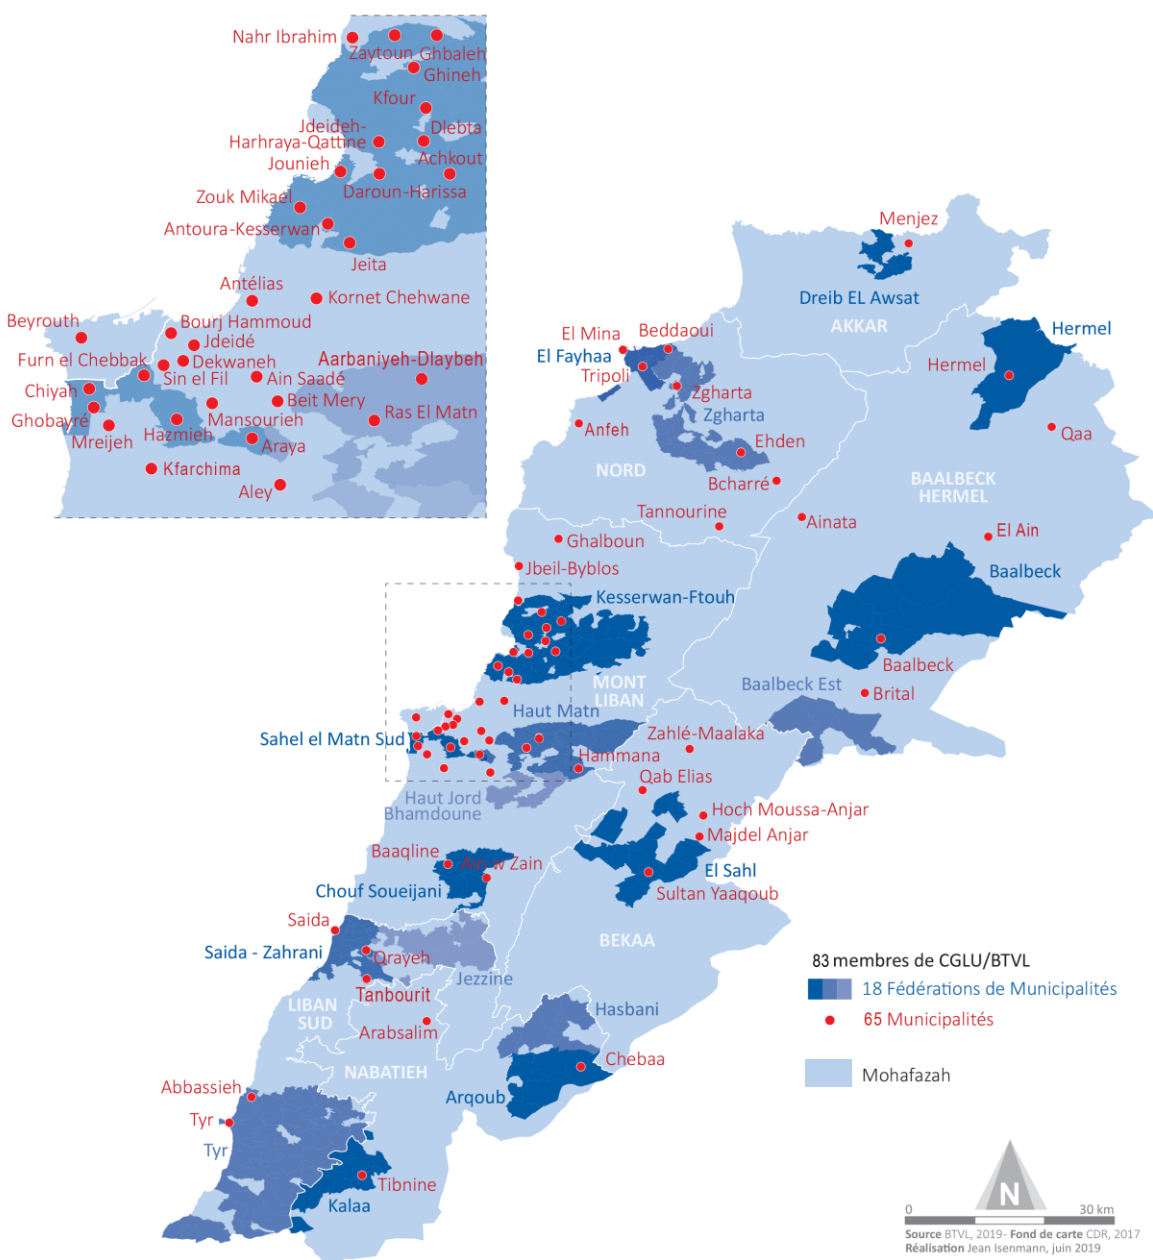 Nahr Ibrahim
Zaytoun
Ghbaleh
Ghineh
Kfour
Jdeideh-
Harhraya-Qattine
Dlebta
Jounieh
Achkout
Daroun-Harissa
Zouk Mikael
Antoura-Kesserwan
Jeita
Antélias
Kornet Chehwane
Beyrouth
Bourj Hammoud
Jdeidé
Furn el Chebbak
Dekwaneh
Aarbaniyeh-Dlaybeh
Sin el Fil
Ain Saadé
Chiyah
Beit Mery
Ghobayré
Mansourieh
Ras El Matn
Mreijeh
Hazmieh
Araya
Kfarchima
Aley
Menjez
Dreib EL Awsat
AKKAR
Hermel
Hermel
El Mina
Beddaoui
El Fayhaa
Tripoli
Zgharta
Zgharta
Anfeh
Ehden
Qaa
NORD
Bcharré
BAALBECK
HERMEL
Tannourine
Ainata
El Ain
Ghalboun
Jbeil-Byblos
Baalbeck
Kesserwan-Ftouh
Baalbeck
MONT
LIBAN
Baalbeck Est
Brital
Haut Matn
Sahel el Matn Sud
Zahlé-Maalaka
Hammana
Qab Elias
Haut Jord
Bhamdoune
Hoch Moussa-Anjar
Majdel Anjar
Baaqline
Ain w Zain
El Sahl
Chouf Soueijani
Sultan Yaaqoub
Saida
BEKAA
Saida - Zahrani
Qrayeh
Jezzine
Tanbourit
LIBAN
SUD
Hasbani
Arabsalim
NABATIEH
Chebaa
Abbassieh
Arqoub
Tyr
Tyr
Tibnine
Kalaa
83 membres de CGLU/BTVL
18 Fédérations de Municipalités
65 Municipalités
Mohafazah
N
0 30 km
Source BTVL, 2019- Fond de carte CDR, 2017
Réalisation Jean Isenmann, juin 2019